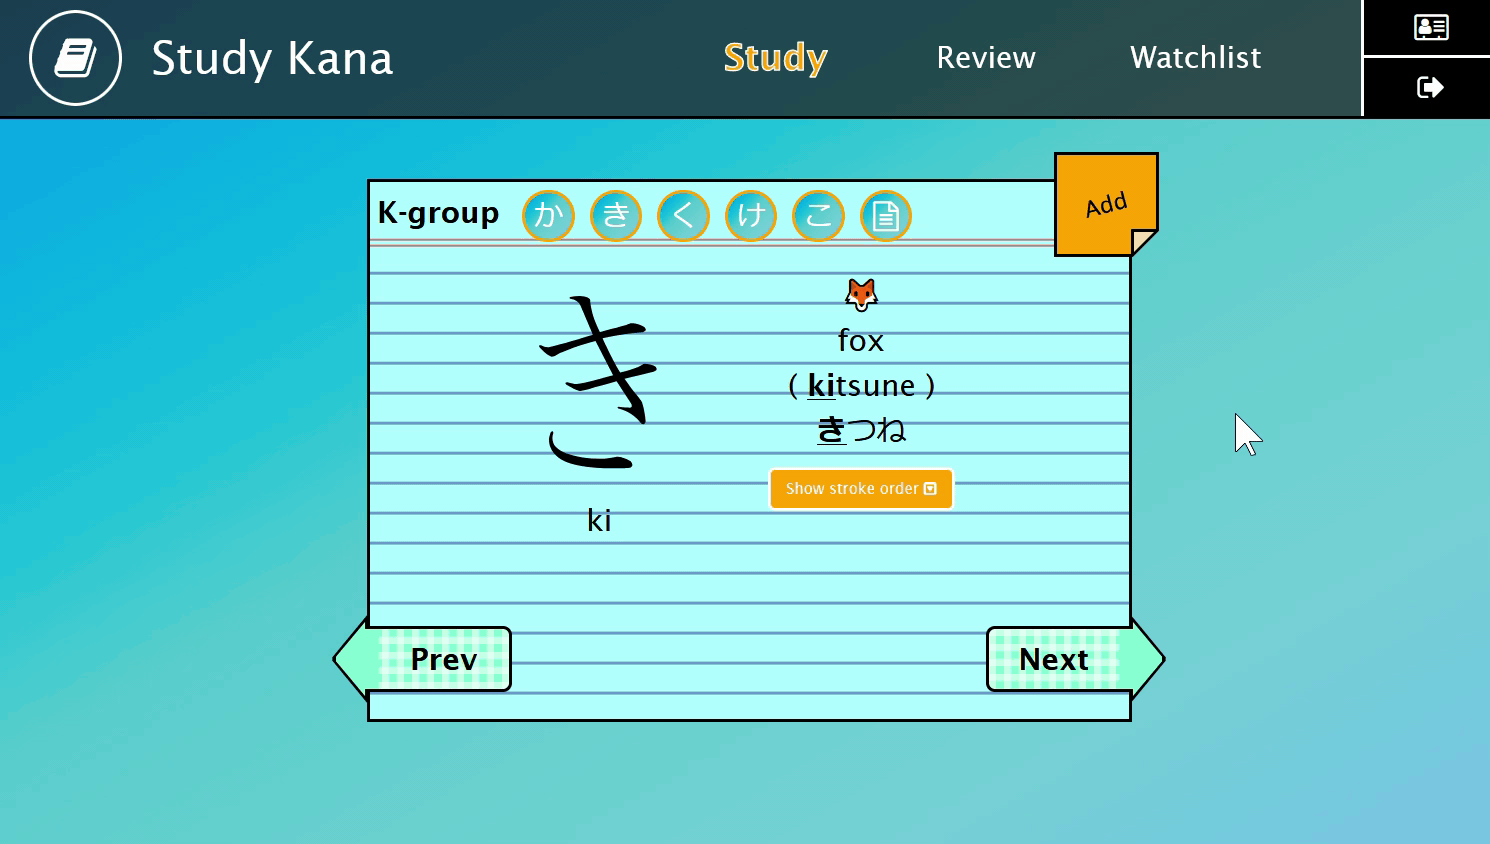 Study Kana
Study
Review
Watchlist
K-group
か き く け こ
Add
き
ki
fox
( kitsune )
きつね
Show stroke order
Prev
Next